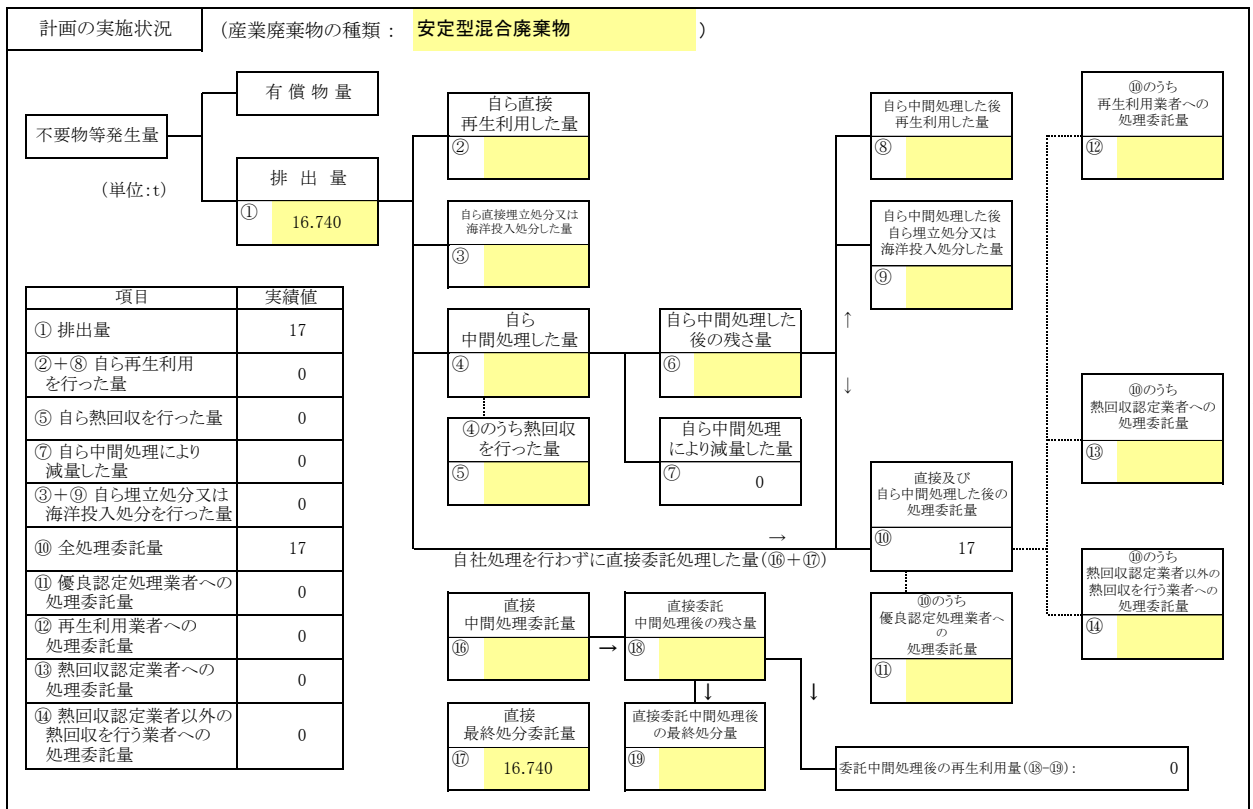 計画の実施状況
(産業廃棄物の種類： 安定型混合廃棄物 )
不要物等発生量
(単位:t)
有償物量
排出量
① 16.740
項目 実績値
① 排出量 17
②＋⑧ 自ら再生利用
を行った量 0
⑤ 自ら熱回収を行った量 0
⑦ 自ら中間処理により
減量した量 0
③＋⑨ 自ら埋立処分又は
海洋投入処分を行った量 0
⑩ 全処理委託量 17
⑪ 優良認定処理業者への
処理委託量 0
⑫ 再生利用業者への
処理委託量 0
⑬ 熱回収認定業者への
処理委託量 0
⑭ 熱回収認定業者以外の
熱回収を行う業者への
処理委託量 0
自ら直接
再生利用した量
②
自ら直接埋立処分又は
海洋投入処分した量
③
自ら
中間処理した量
④
④のうち熱回収
を行った量
⑤
自ら中間処理した
後の残さ量
⑥
自ら中間処理
により減量した量
⑦ 0
自ら中間処理した後
再生利用した量
⑧
自ら中間処理した後
自ら埋立処分又は
海洋投入処分した量
⑨
↑
↓
→
自社処理を行わずに直接委託処理した量(⑯＋⑰)
直接及び
自ら中間処理した後の
処理委託量
⑩ 17
⑩のうち
優良認定処理業者へ
の
処理委託量
⑪
⑩のうち
再生利用業者への
処理委託量
⑫
⑩のうち
熱回収認定業者への
処理委託量
⑬
⑩のうち
熱回収認定業者以外の
熱回収を行う業者への
処理委託量
⑭
直接
中間処理委託量
⑯
→
直接委託
中間処理後の残さ量
⑱
↓
↓
直接
最終処分委託量
⑰ 16.740
直接委託中間処理後
の最終処分量
⑲
委託中間処理後の再生利用量(⑱-⑲)： 0